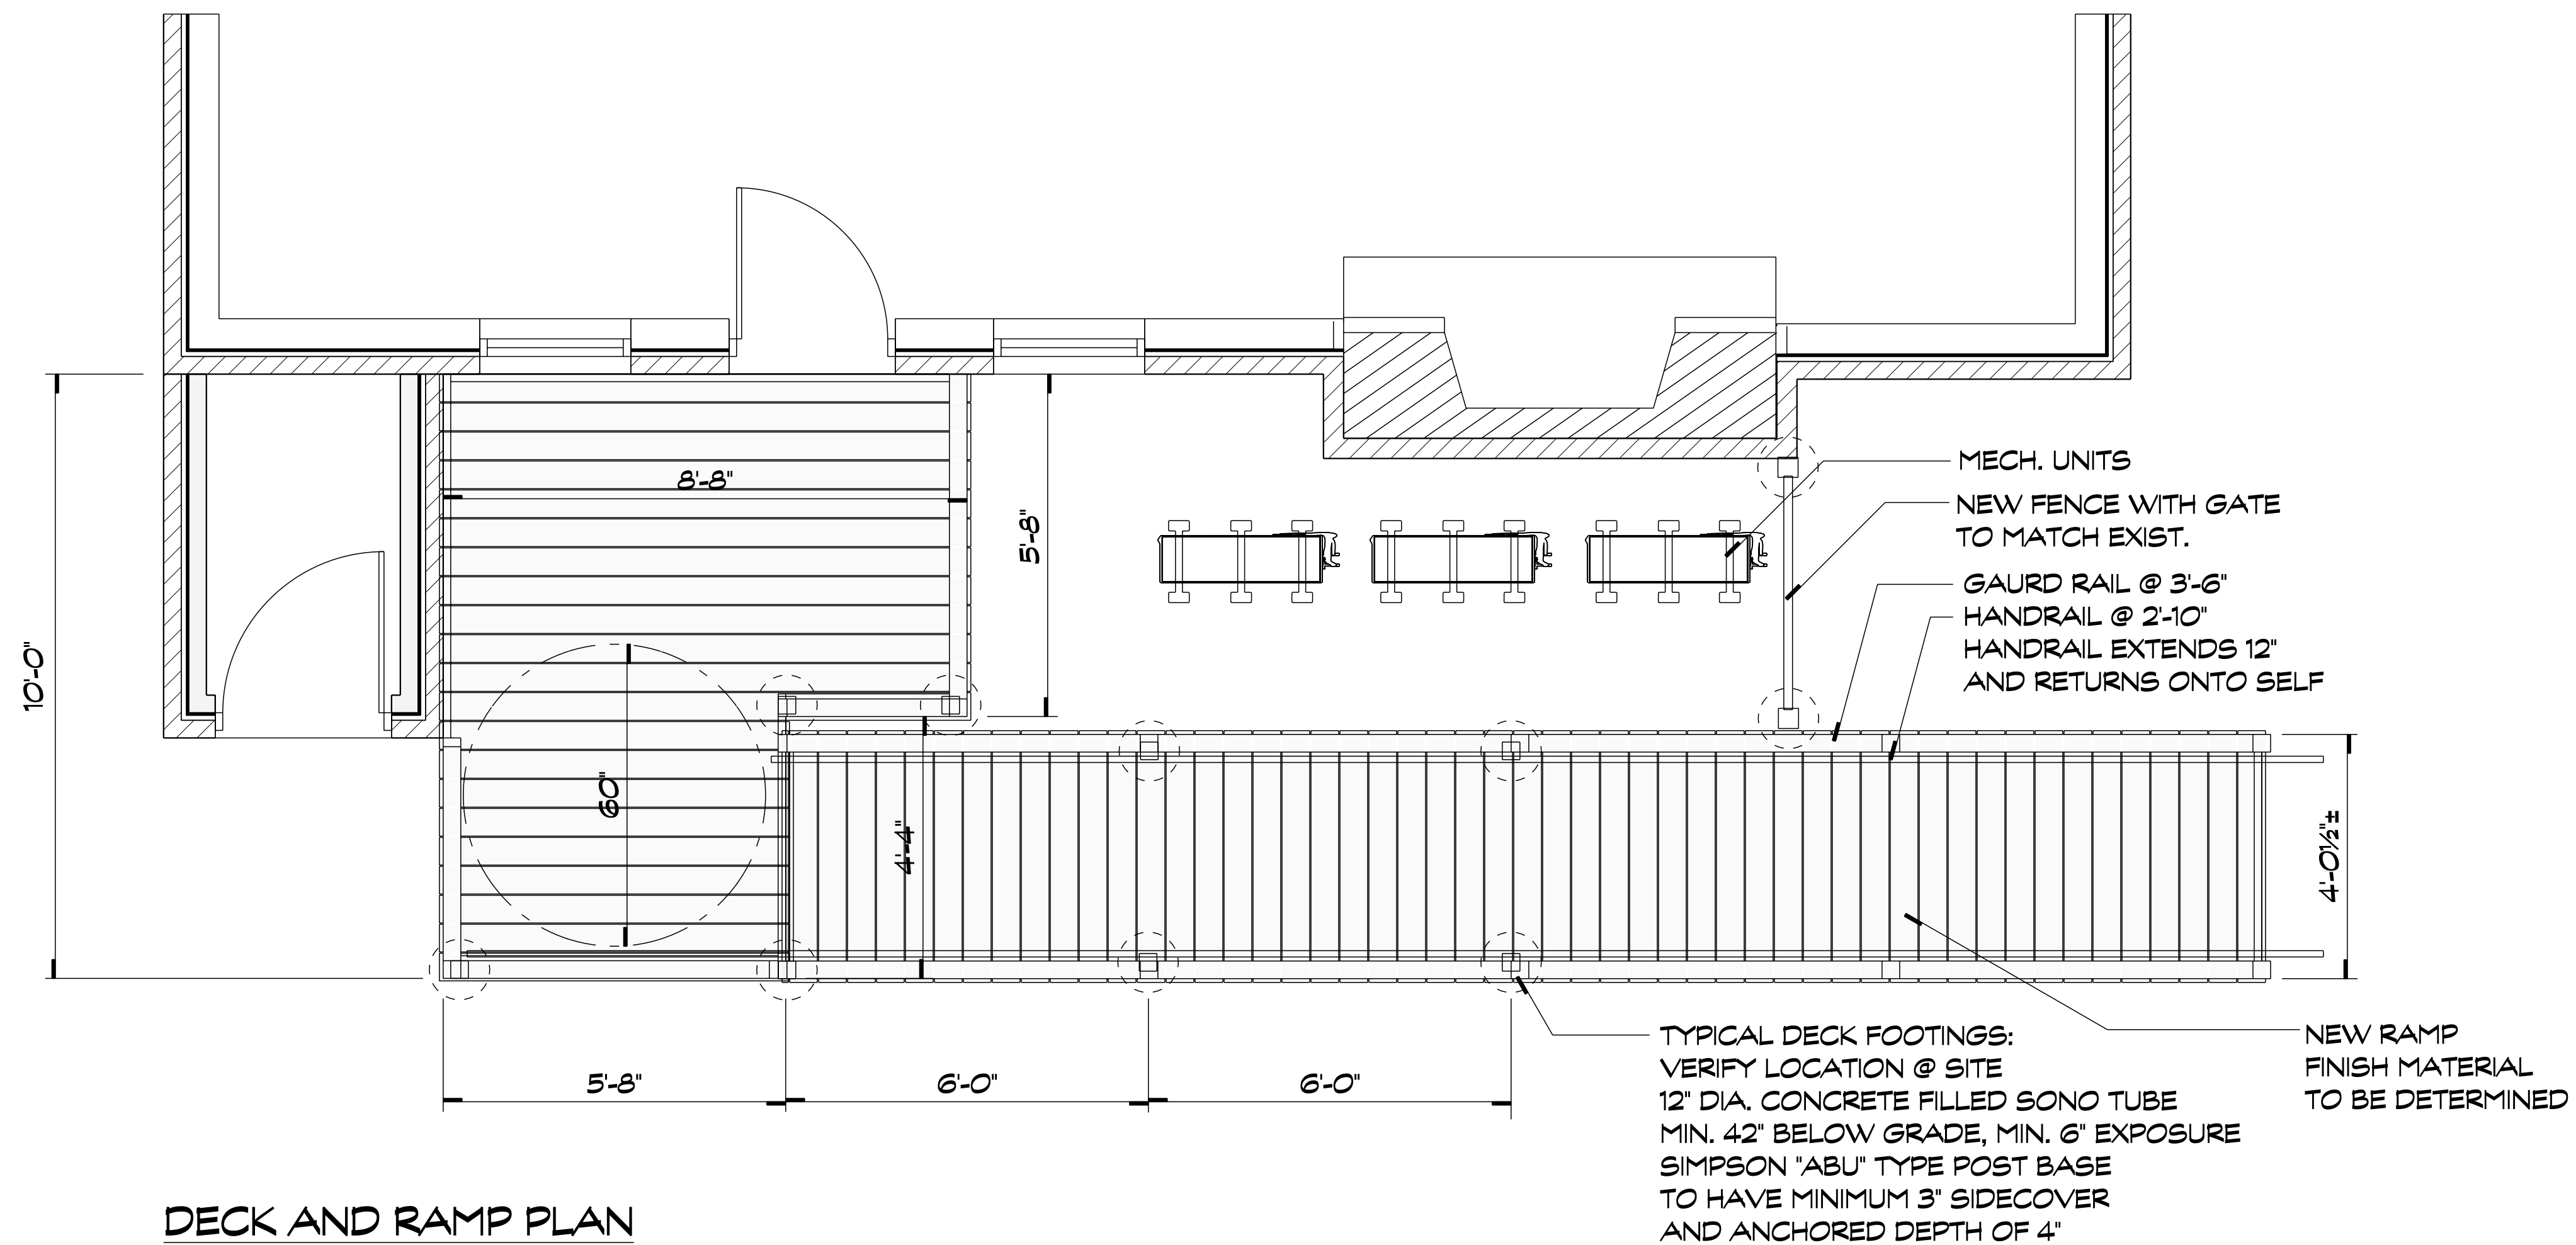 8'-8"
5'-8"
10'-0"
60"
4'-4"
4'-0½"±
MECH. UNITS
NEW FENCE WITH GATE
TO MATCH EXIST.
GAURD RAIL @ 3'-6"
HANDRAIL @ 2'-10"
HANDRAIL EXTENDS 12"
AND RETURNS ONTO SELF
5'-8"
6'-0"
6'-0"
TYPICAL DECK FOOTINGS:
VERIFY LOCATION @ SITE
12" DIA. CONCRETE FILLED SONO TUBE
MIN. 42" BELOW GRADE, MIN. 6" EXPOSURE
SIMPSON "ABU" TYPE POST BASE
TO HAVE MINIMUM 3" SIDECOVER
AND ANCHORED DEPTH OF 4"
NEW RAMP
FINISH MATERIAL
TO BE DETERMINED
DECK AND RAMP PLAN